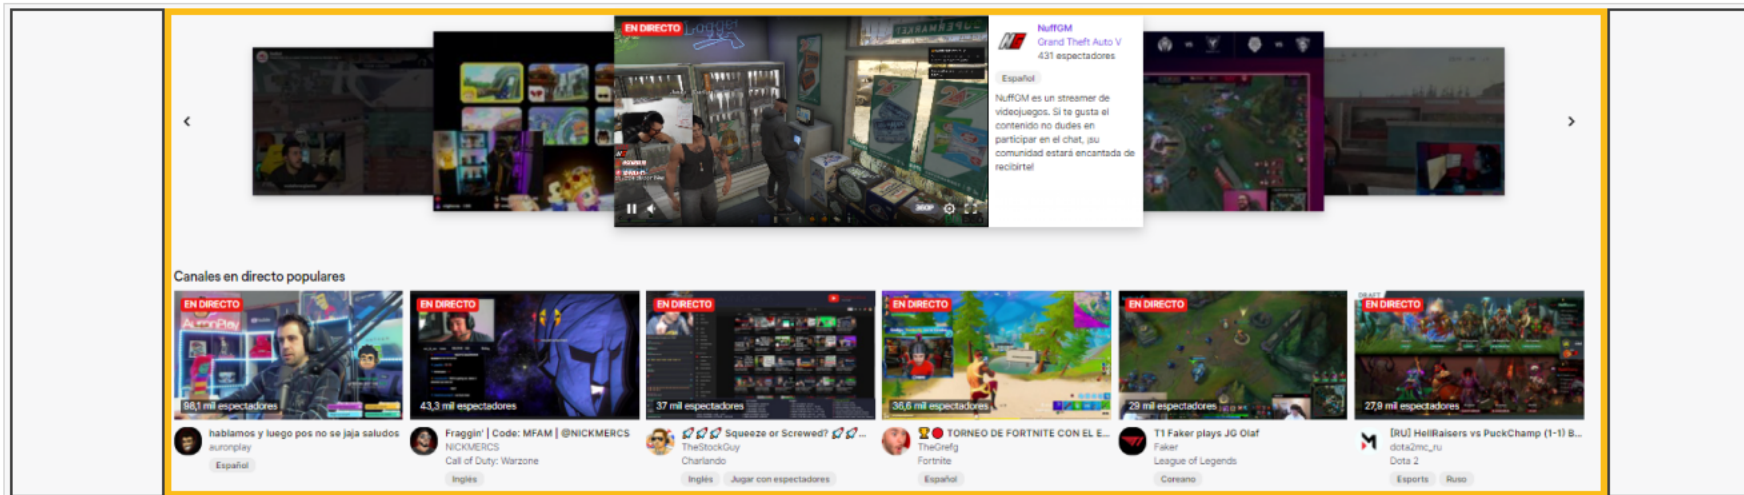 EN DIRECTO
NuffGM
Grand Theft Auto V
431 espectadores
Español
NuffGM es un streamer de
videojuegos. Si te gusta el
contenido no dudes en
participar en el chat, ¡su
comunidad estará encantada de
recibirte!
Canales en directo populares
EN DIRECTO
98,1 mil espectadores
hablamos y luego pos no se jaja saludos
auronplay
Español
EN DIRECTO
43,3 mil espectadores
Fraggin' | Code: MFAM | @NICKMERCS
NICKMERCS
Call of Duty: Warzone
Inglés
EN DIRECTO
37 mil espectadores
🚀🚀🚀 Squeeze or Screwed? 🚀🚀...
TheStockGuy
Charlando
Inglés Jugar con espectadores
EN DIRECTO
36,6 mil espectadores
🏆🔴 TORNEO DE FORTNITE CON EL E...
TheGrefg
Fortnite
Español
EN DIRECTO
29 mil espectadores
T1 Faker plays JG Olaf
Faker
League of Legends
Coreano
DRAFT
EN DIRECTO
27,9 mil espectadores
[RU] HellRaisers vs PuckChamp (1-1) B...
dota2mc_ru
Dota 2
Esports Ruso